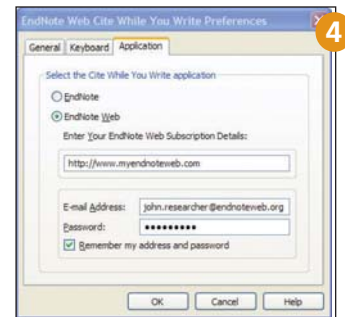 EndNote Web Cite While You Write Preferences
4
General Keyboard Application
Select the Cite While You Write application
EndNote
EndNote Web
Enter Your EndNote Web Subscription Details:
http://www.myendnoteweb.com
E-mail Address: john.researcher@endnoteweb.org
Password: •••••••••
Remember my address and password
OK Cancel Help